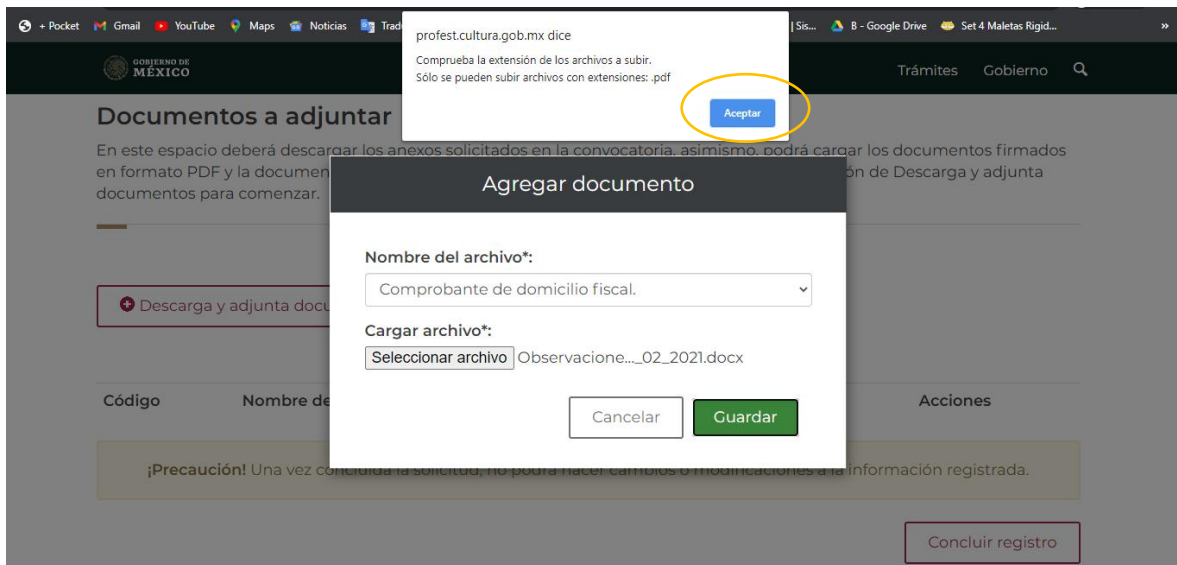 + Pocket Gmail YouTube Maps Noticias | Sis... B - Google Drive Set 4 Maletas Rigid... »
profest.cultura.gob.mx dice
Comprueba la extensión de los archivos a subir.
Sólo se pueden subir archivos con extensiones: .pdf
Aceptar
GOBIERNO DE
MÉXICO
Trámites Gobierno
Documentos a adjuntar
En este espacio deberá descargar los anexos solicitados en la convocatoria, asimismo, podrá cargar los documentos firmados
en formato PDF y la documen ón de Descarga y adjunta
documentos para comenzar.
Agregar documento
Nombre del archivo*:
Comprobante de domicilio fiscal.
Descarga y adjunta docu
Cargar archivo*:
Seleccionar archivo Observacione..._02_2021.docx
Cancelar Guardar
Código Nombre de Acciones
¡Precaución! Una vez concluida la solicitud, no podrá hacer cambios o modificaciones a la información registrada.
Concluir registro